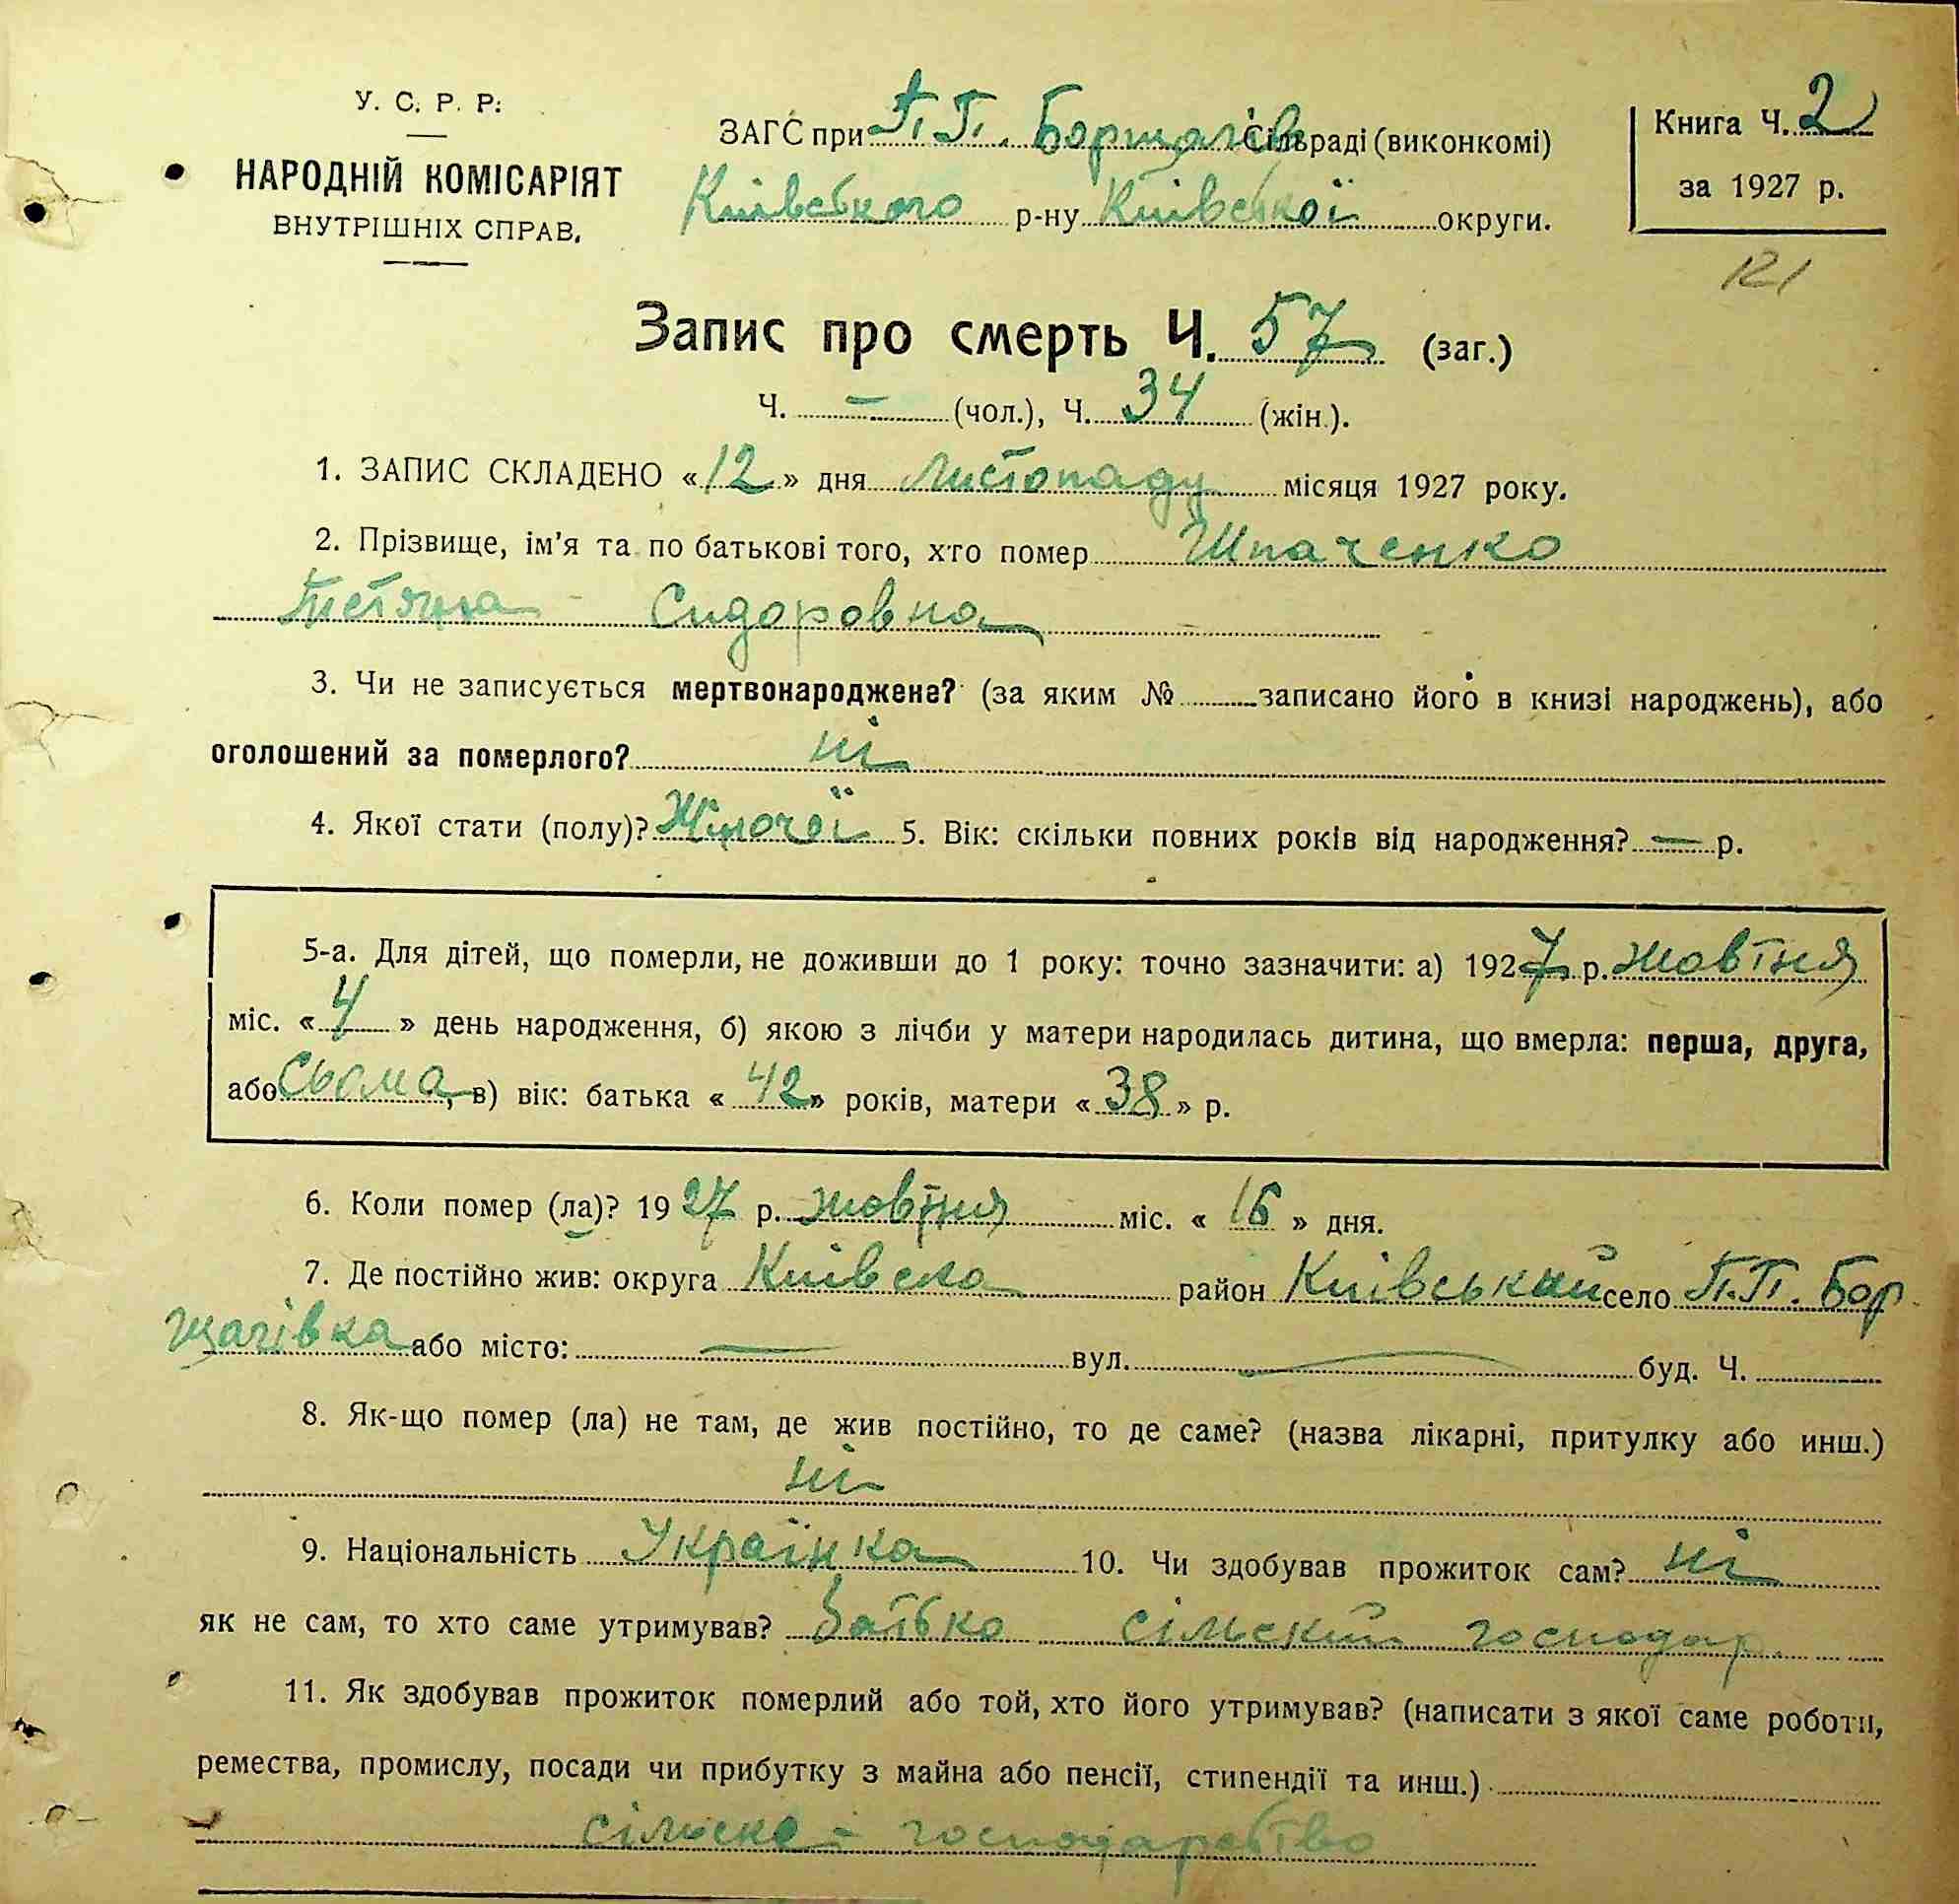 У. С. Р. Р.
НАРОДНІЙ КОМІСАРІЯТ
ВНУТРІШНІХ СПРАВ.
ЗАГС при П. П. Борщагів Сільраді (виконкомі)
Київського р-ну Київської округи.
Книга Ч. 2
за 1927 р.
121
Запис про смерть Ч. 57 (заг.)
Ч. — (чол.), Ч. 34 (жін.).
1. ЗАПИС СКЛАДЕНО «12» дня Листопаду місяця 1927 року.
2. Прізвище, ім'я та по батькові того, хто помер Шпаченко
Тетяна Сидоровна
3. Чи не записується мертвонароджене? (за яким № записано його в книзі народжень), або
оголошений за померлого? ні
4. Якої стати (полу)? Жіночої 5. Вік: скільки повних років від народження? — р.
5-а. Для дітей, що померли, не доживши до 1 року: точно зазначити: а) 1927 р. жовтня
міс. «4» день народження, б) якою з лічби у матери народилась дитина, що вмерла: перша, друга,
або Сьома, в) вік: батька «42» років, матери «38» р.
6. Коли помер (ла)? 1927 р. жовтня міс. «16» дня.
7. Де постійно жив: округа Київска район Київський село П. П. Бор
щагівка або місто: — вул. — буд. Ч.
8. Як-що помер (ла) не там, де жив постійно, то де саме? (назва лікарні, притулку або инш.)
ні
9. Національність Українка 10. Чи здобував прожиток сам? ні
як не сам, то хто саме утримував? Батько сільский господар
11. Як здобував прожиток померлий або той, хто його утримував? (написати з якої саме роботи,
ремества, промислу, посади чи прибутку з майна або пенсії, стипендії та инш.)
сільске господарство